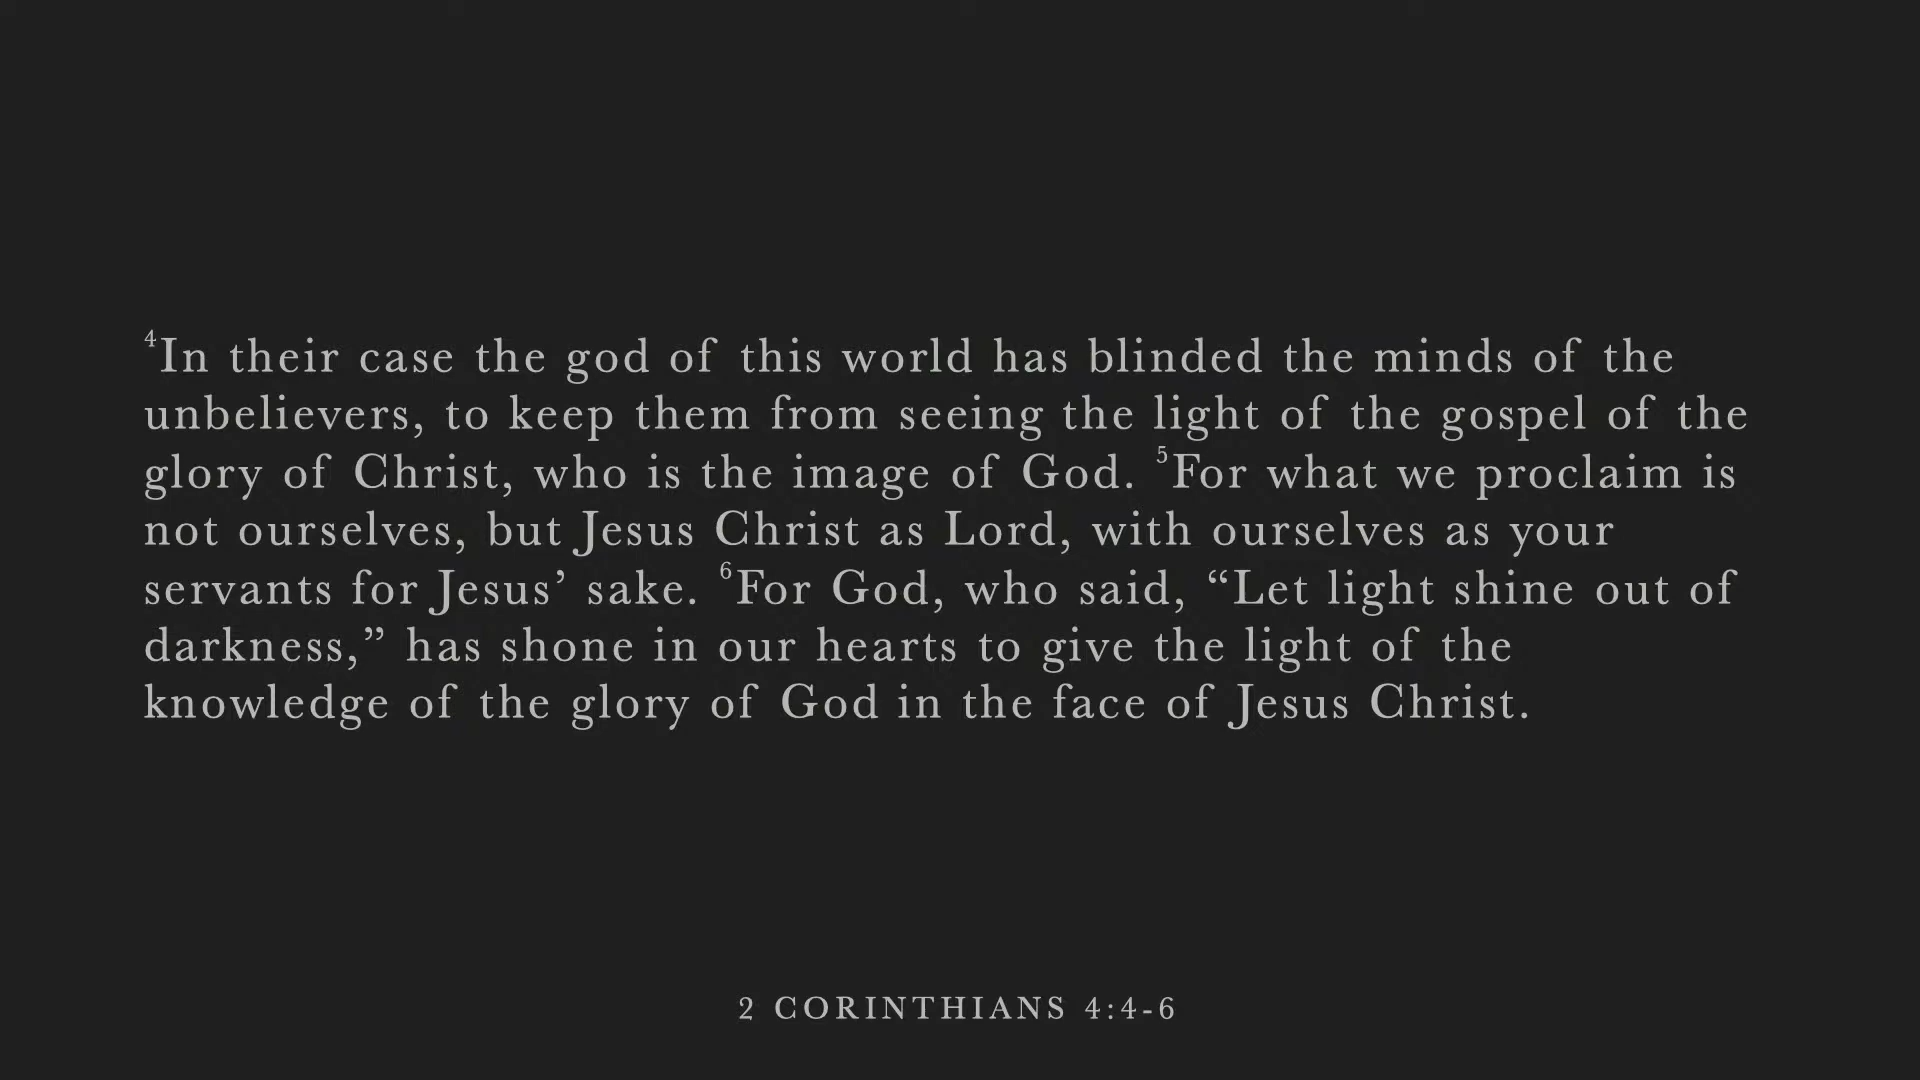 ⁴In their case the god of this world has blinded the minds of the
unbelievers, to keep them from seeing the light of the gospel of the
glory of Christ, who is the image of God. ⁵For what we proclaim is
not ourselves, but Jesus Christ as Lord, with ourselves as your
servants for Jesus’ sake. ⁶For God, who said, “Let light shine out of
darkness,” has shone in our hearts to give the light of the
knowledge of the glory of God in the face of Jesus Christ.
2 CORINTHIANS 4:4-6